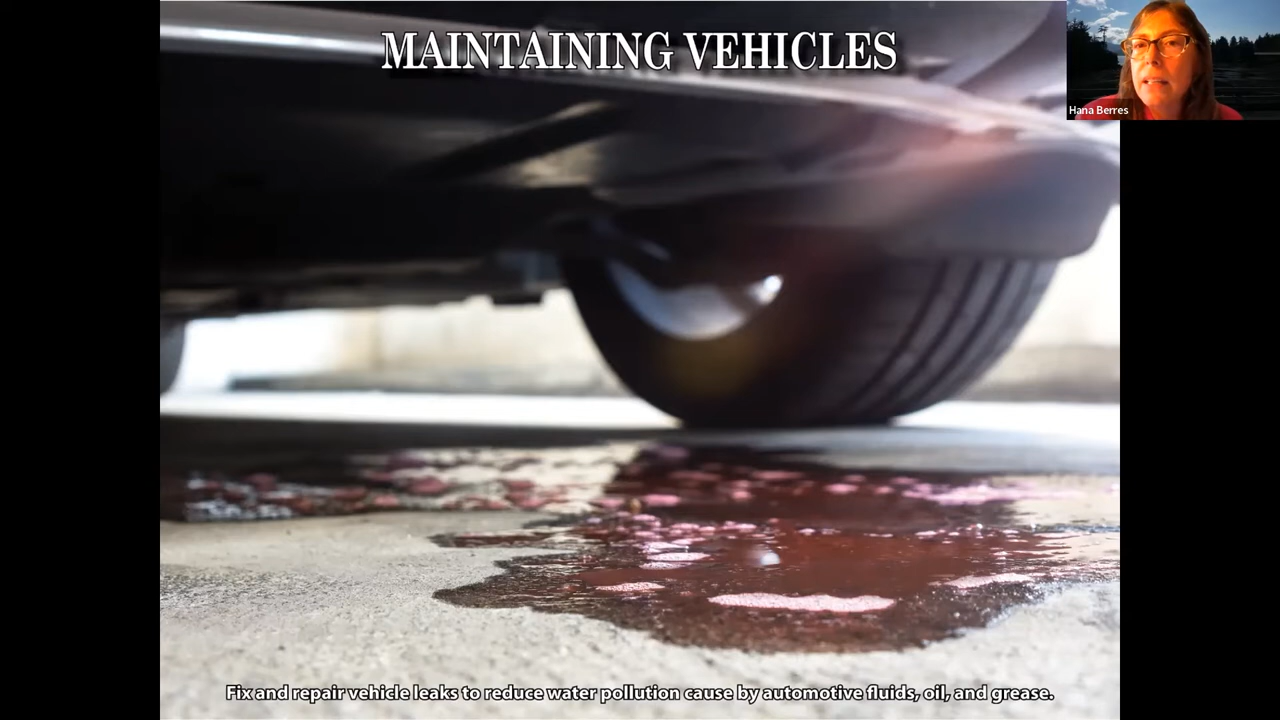 MAINTAINING VEHICLES
Hana Berres
Fix and repair vehicle leaks to reduce water pollution cause by automotive fluids, oil, and grease.